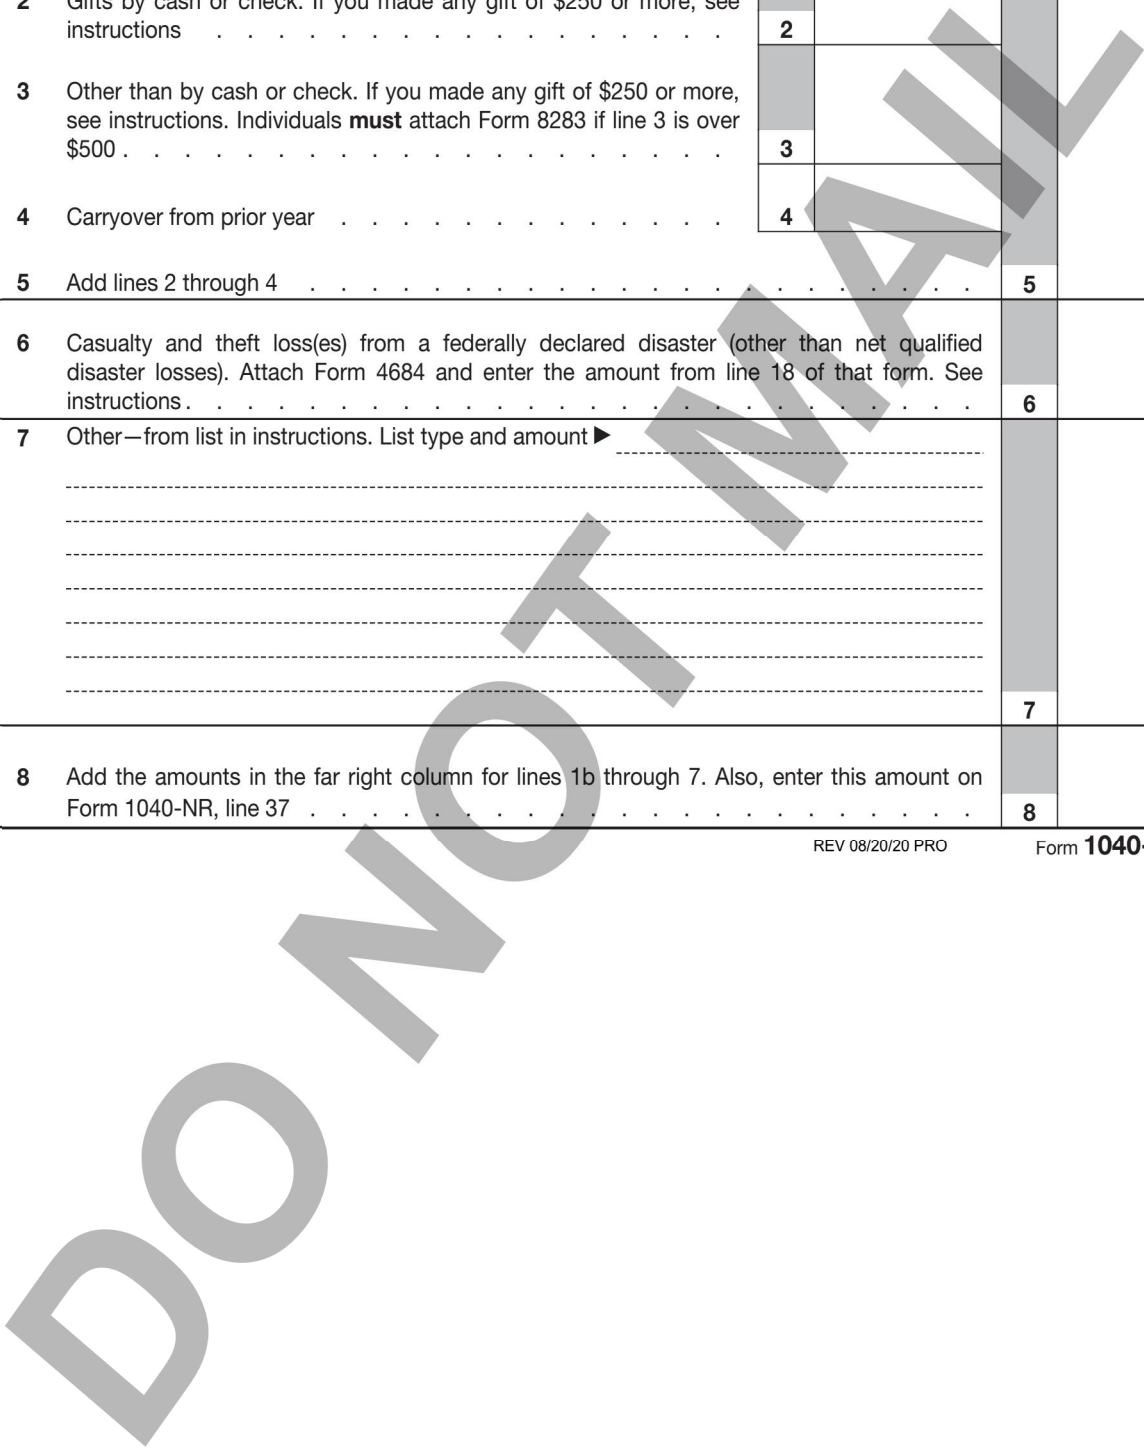 2 Gifts by cash or check. If you made any gift of $250 or more, see
instructions . . . . . . . . . . . . . . . . . 2
3 Other than by cash or check. If you made any gift of $250 or more,
see instructions. Individuals must attach Form 8283 if line 3 is over
$500 . . . . . . . . . . . . . . . . . . . . 3
4 Carryover from prior year . . . . . . . . . . . . . 4
5 Add lines 2 through 4 . . . . . . . . . . . . . . . . . . . . . . 5
6 Casualty and theft loss(es) from a federally declared disaster (other than net qualified
disaster losses). Attach Form 4684 and enter the amount from line 18 of that form. See
instructions . . . . . . . . . . . . . . . . . . . . . . . . . . 6
7 Other—from list in instructions. List type and amount ▶
7
8 Add the amounts in the far right column for lines 1b through 7. Also, enter this amount on
Form 1040-NR, line 37 . . . . . . . . . . . . . . . . . . . . . . 8
REV 08/20/20 PRO Form 1040-
DO NOT MAIL